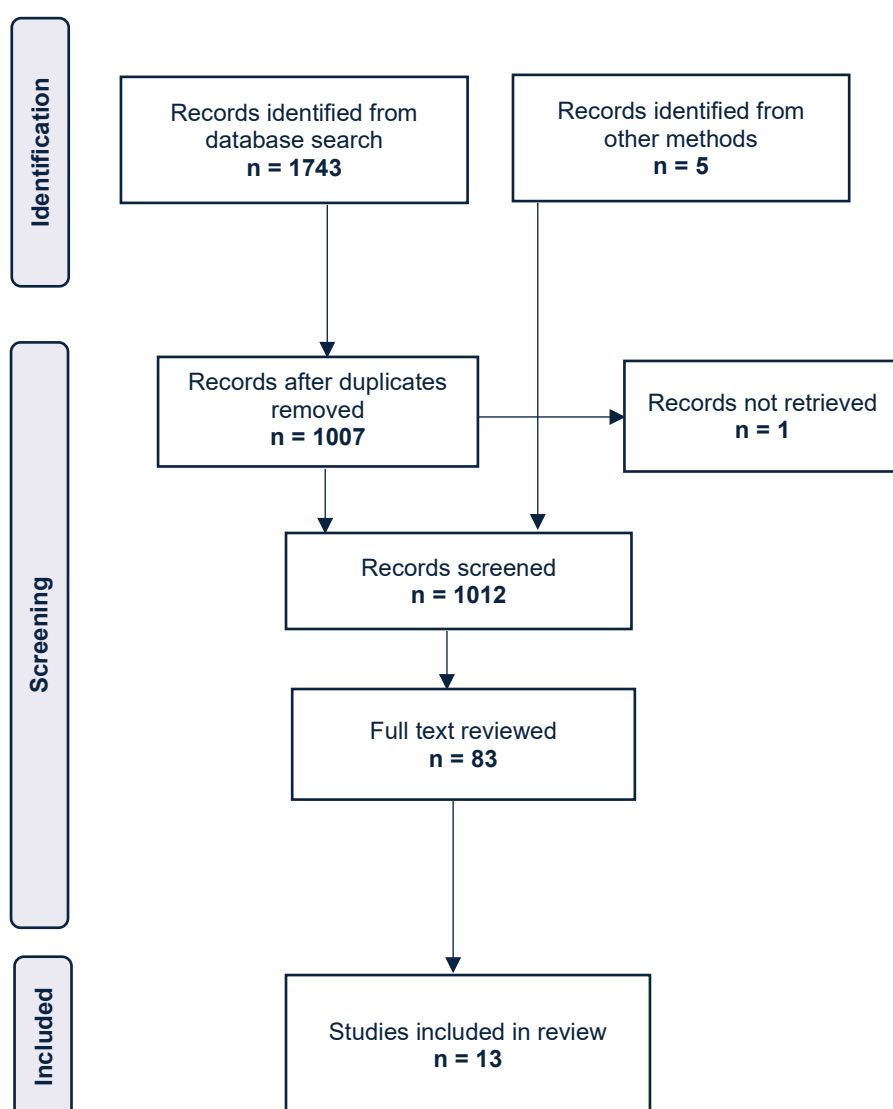 Identification
Records identified from
database search
n = 1743
Records identified from
other methods
n = 5
Screening
Records after duplicates
removed
n = 1007
Records not retrieved
n = 1
Records screened
n = 1012
Full text reviewed
n = 83
Included
Studies included in review
n = 13